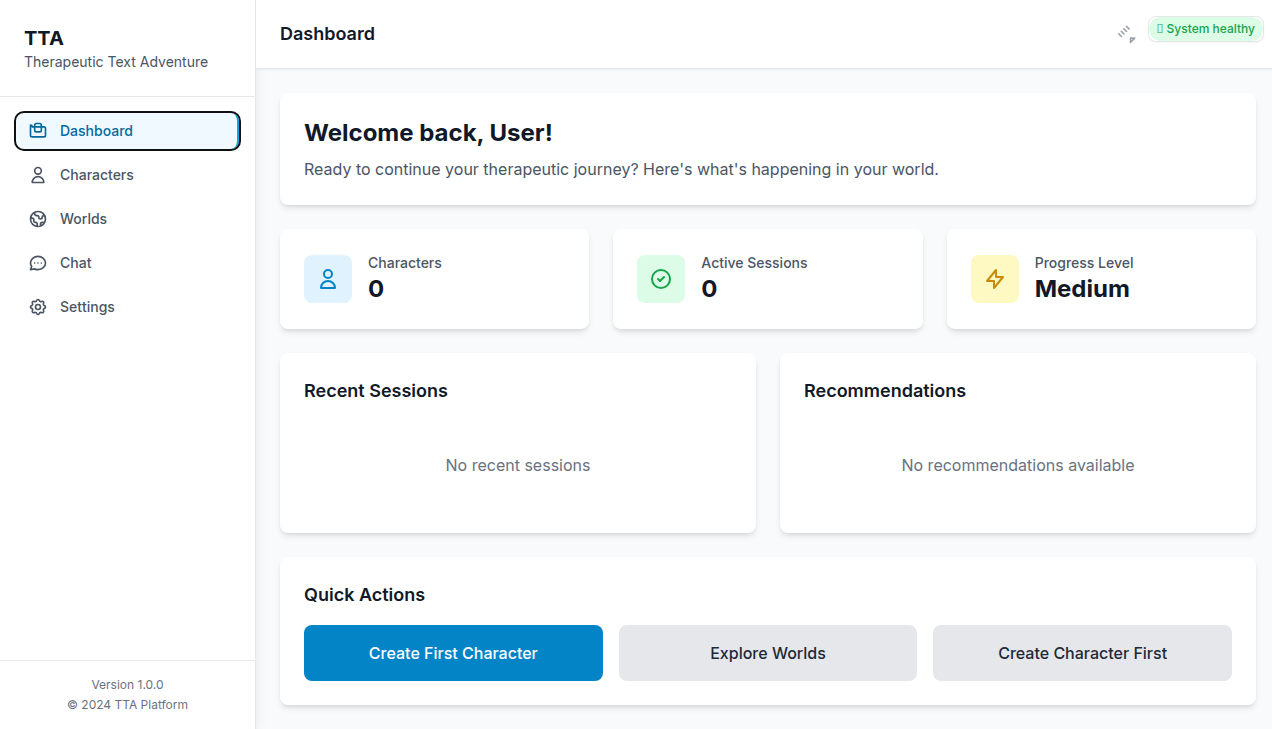 TTA
Therapeutic Text Adventure
Dashboard
Characters
Worlds
Chat
Settings
Version 1.0.0
© 2024 TTA Platform
Dashboard
System healthy
Welcome back, User!
Ready to continue your therapeutic journey? Here's what's happening in your world.
Characters
0
Active Sessions
0
Progress Level
Medium
Recent Sessions
No recent sessions
Recommendations
No recommendations available
Quick Actions
Create First Character
Explore Worlds
Create Character First